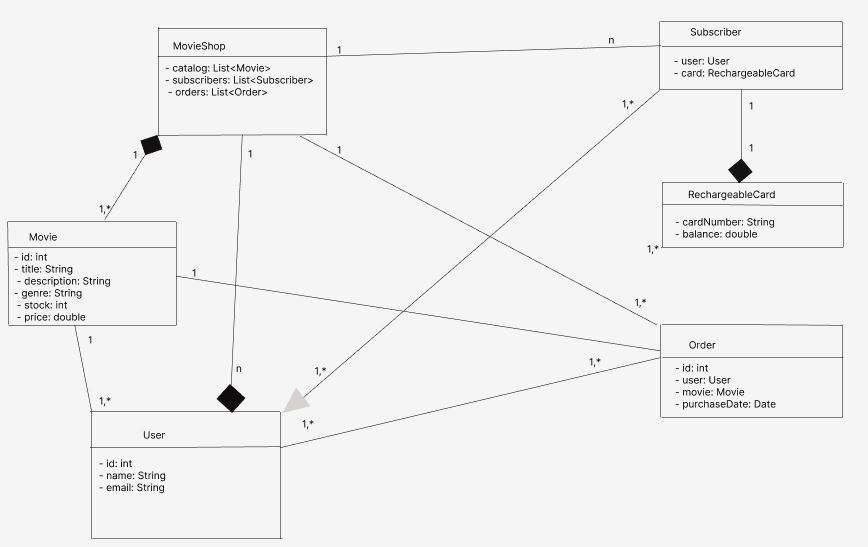 MovieShop
- catalog: List<Movie>
- subscribers: List<Subscriber>
- orders: List<Order>
1
n
Subscriber
- user: User
- card: RechargeableCard
1,*
1
1
1
1
1
1,*
RechargeableCard
- cardNumber: String
- balance: double
1,*
Movie
- id: int
- title: String
- description: String
- genre: String
- stock: int
- price: double
1
1,*
Order
- id: int
- user: User
- movie: Movie
- purchaseDate: Date
1
n
1,*
1,*
1,*
1,*
User
- id: int
- name: String
- email: String